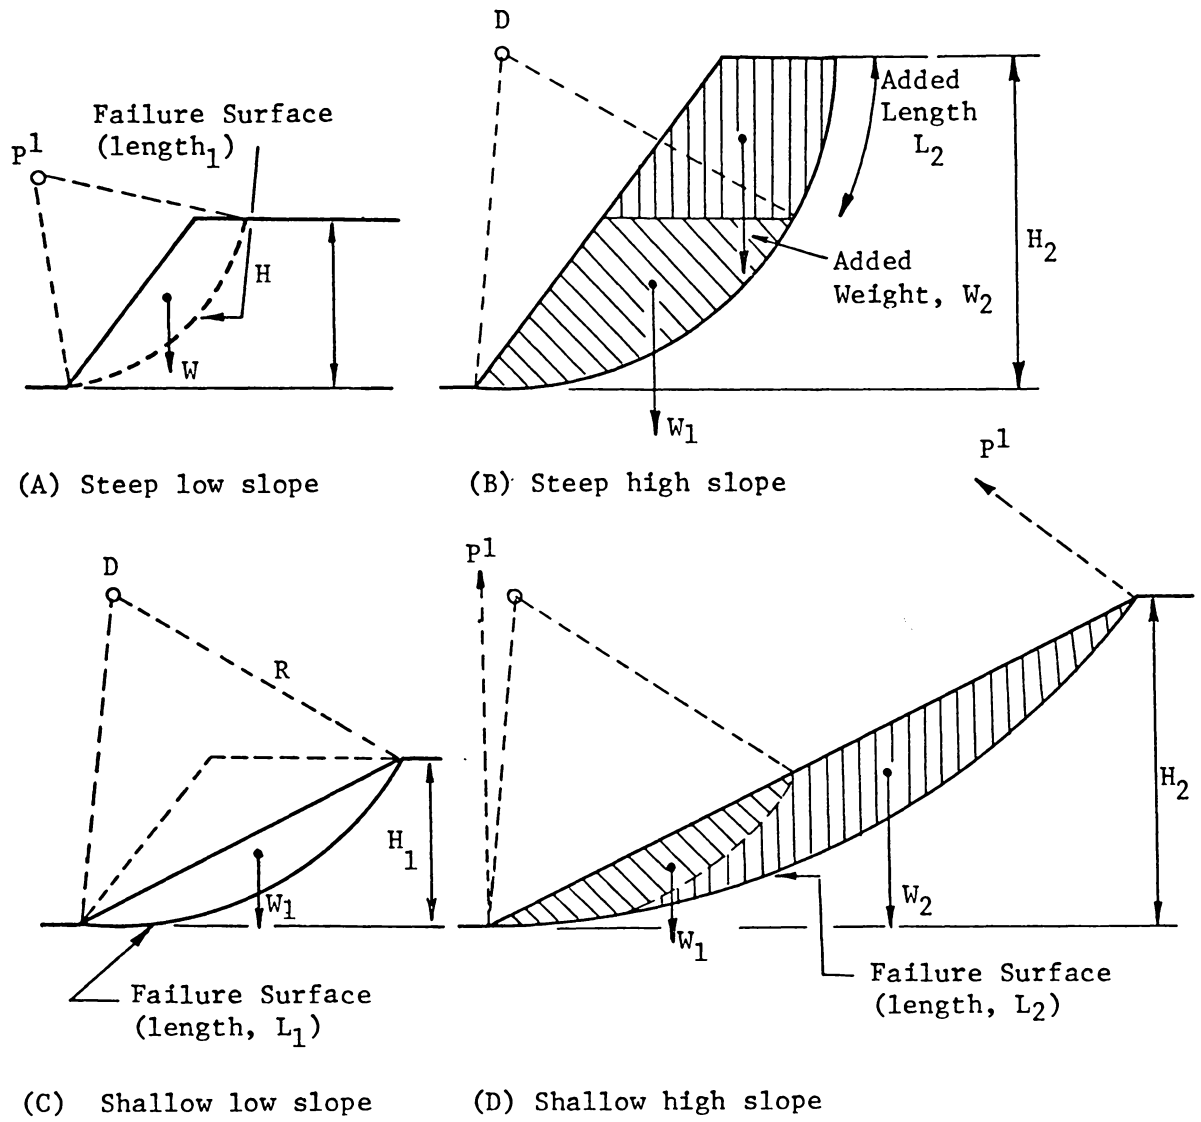 D
Failure Surface
(length1)
P1
H
W
Added
Length
L2
H2
Added
Weight, W2
W1
(A) Steep low slope
(B) Steep high slope
P1
D
R
H1
W1
Failure Surface
(length, L1)
P1
H2
W2
W1
Failure Surface
(length, L2)
(C) Shallow low slope
(D) Shallow high slope